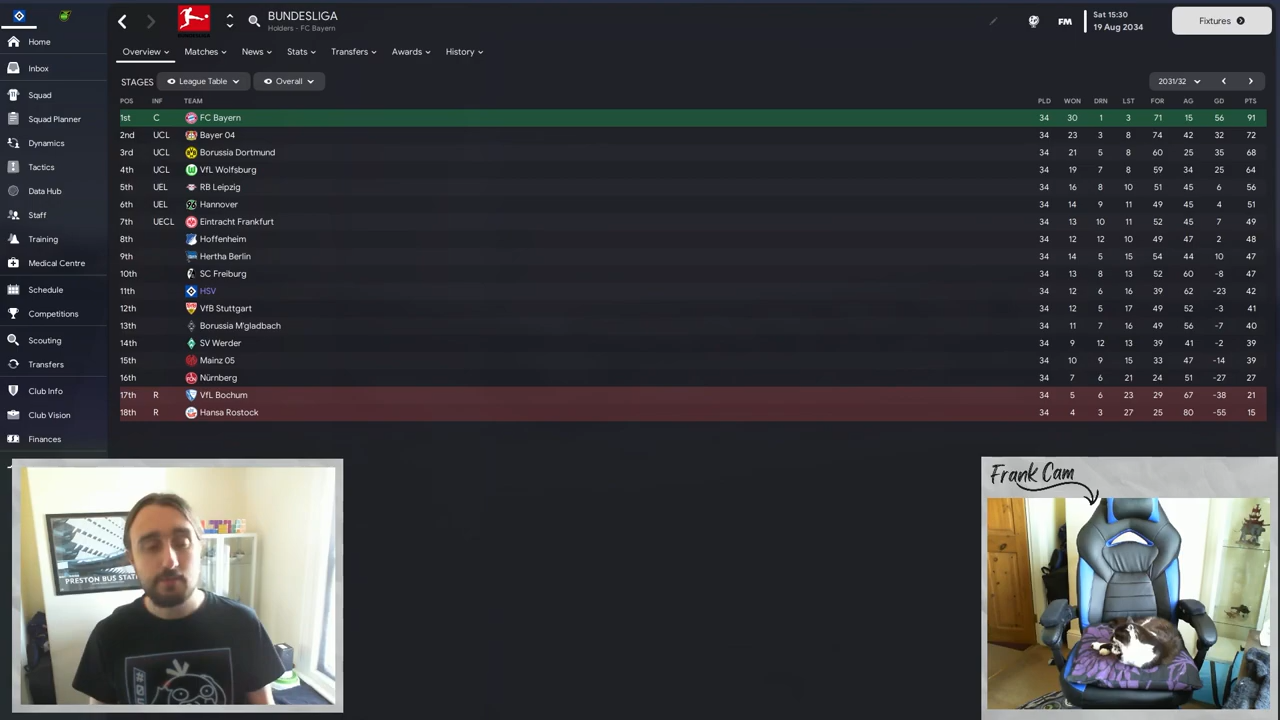 BUNDESLIGA
Holders - FC Bayern
Sat 15:30
19 Aug 2034
FM
Fixtures
Home
Inbox
Squad
Squad Planner
Dynamics
Tactics
Data Hub
Staff
Training
Medical Centre
Schedule
Competitions
Scouting
Transfers
Club Info
Club Vision
Finances
Overview Matches News Stats Transfers Awards History
STAGES League Table Overall 2031/32
POS INF TEAM PLD WON DRN LST FOR AG GD PTS
1st C FC Bayern 34 30 1 3 71 15 56 91
2nd UCL Bayer 04 34 23 3 8 74 42 32 72
3rd UCL Borussia Dortmund 34 21 5 8 60 25 35 68
4th UCL VfL Wolfsburg 34 19 7 8 59 34 25 64
5th UEL RB Leipzig 34 16 8 10 51 45 6 56
6th UEL Hannover 34 14 9 11 49 45 4 51
7th UECL Eintracht Frankfurt 34 13 10 11 52 45 7 49
8th Hoffenheim 34 12 12 10 49 47 2 48
9th Hertha Berlin 34 14 5 15 54 44 10 47
10th SC Freiburg 34 13 8 13 52 60 -8 47
11th HSV 34 12 6 16 39 62 -23 42
12th VfB Stuttgart 34 12 5 17 49 52 -3 41
13th Borussia M'gladbach 34 11 7 16 49 56 -7 40
14th SV Werder 34 9 12 13 39 41 -2 39
15th Mainz 05 34 10 9 15 33 47 -14 39
16th Nürnberg 34 7 6 21 24 51 -27 27
17th R VfL Bochum 34 5 6 23 29 67 -38 21
18th R Hansa Rostock 34 4 3 27 25 80 -55 15
PRESTON BUS STATI
Frank Cam